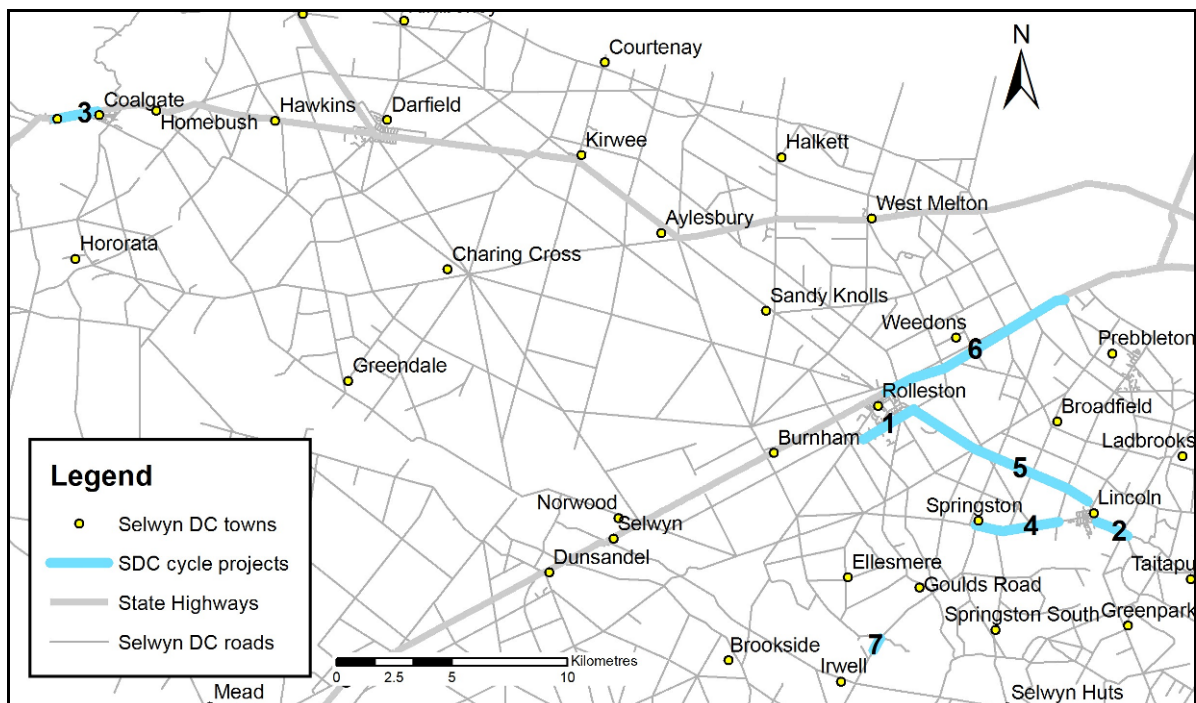 Courtenay
N
3
Coalgate
Homebush
Hawkins
Darfield
Kirwee
Halkett
West Melton
Aylesbury
Hororata
Charing Cross
Sandy Knolls
Weedons
6
Prebbleton
Greendale
Rolleston
1
Broadfield
Burnham
Ladbrooks
5
Legend
Selwyn DC towns
SDC cycle projects
State Highways
Selwyn DC roads
Norwood
Selwyn
Springston
4
Lincoln
2
Dunsandel
Ellesmere
Taitapu
Goulds Road
Springston South
Greenpark
7
Brookside
Irwell
Kilometres
0 2.5 5 10
Mead
Selwyn Huts